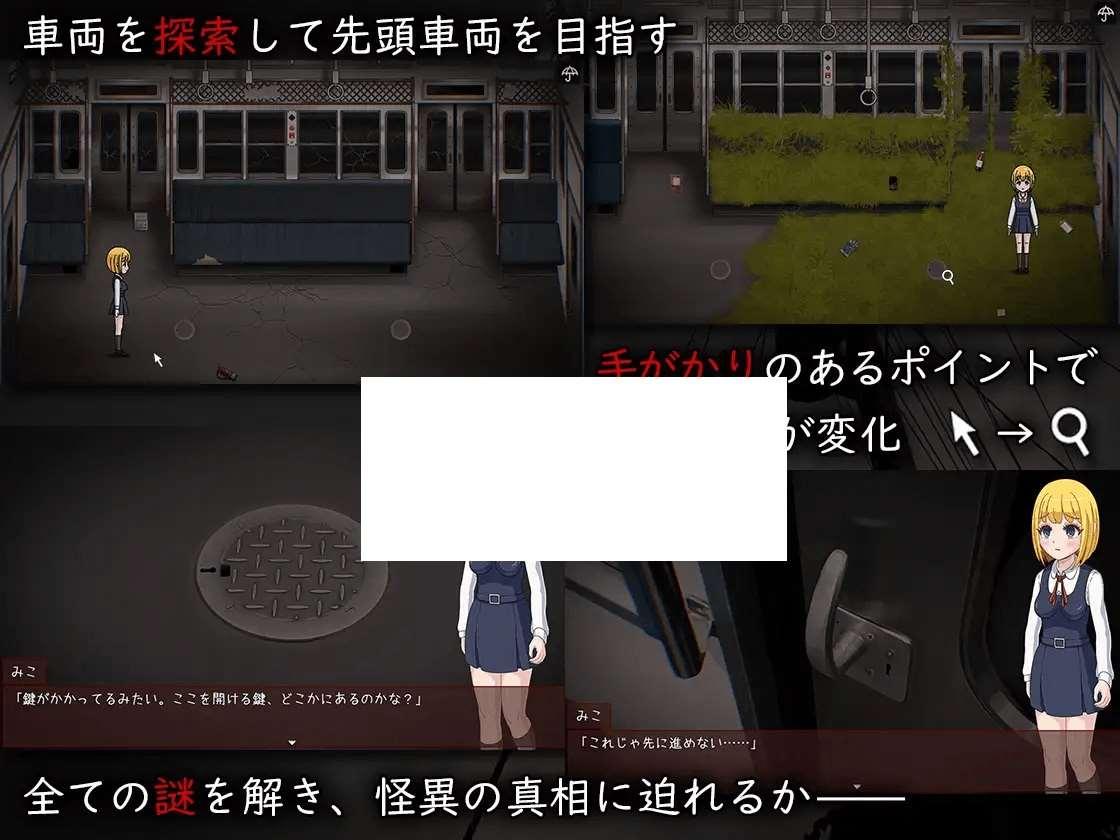 車両を探索して先頭車両を目指す
手がかりのあるポイントで
が変化 → 
みこ
「鍵がかかってるみたい。ここを開ける鍵、どこかにあるのかな？」
みこ
「これじゃ先に進めない……」
全ての謎を解き、怪異の真相に迫れるか――